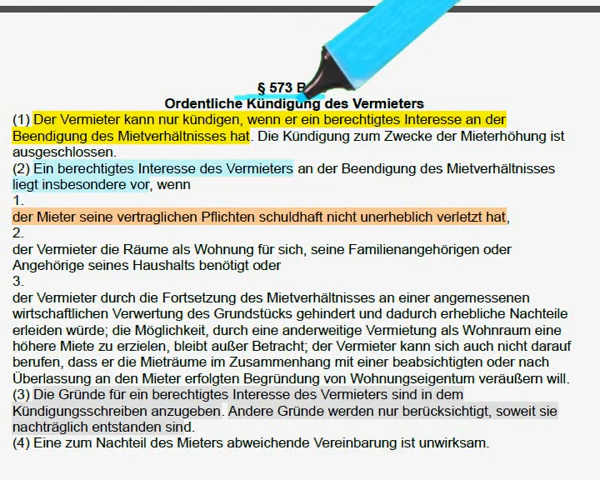 § 573 B
Ordentliche Kündigung des Vermieters
(1) Der Vermieter kann nur kündigen, wenn er ein berechtigtes Interesse an der
Beendigung des Mietverhältnisses hat. Die Kündigung zum Zwecke der Mieterhöhung ist
ausgeschlossen.
(2) Ein berechtigtes Interesse des Vermieters an der Beendigung des Mietverhältnisses
liegt insbesondere vor, wenn
1.
der Mieter seine vertraglichen Pflichten schuldhaft nicht unerheblich verletzt hat,
2.
der Vermieter die Räume als Wohnung für sich, seine Familienangehörigen oder
Angehörige seines Haushalts benötigt oder
3.
der Vermieter durch die Fortsetzung des Mietverhältnisses an einer angemessenen
wirtschaftlichen Verwertung des Grundstücks gehindert und dadurch erhebliche Nachteile
erleiden würde; die Möglichkeit, durch eine anderweitige Vermietung als Wohnraum eine
höhere Miete zu erzielen, bleibt außer Betracht; der Vermieter kann sich auch nicht darauf
berufen, dass er die Mieträume im Zusammenhang mit einer beabsichtigten oder nach
Überlassung an den Mieter erfolgten Begründung von Wohnungseigentum veräußern will.
(3) Die Gründe für ein berechtigtes Interesse des Vermieters sind in dem
Kündigungsschreiben anzugeben. Andere Gründe werden nur berücksichtigt, soweit sie
nachträglich entstanden sind.
(4) Eine zum Nachteil des Mieters abweichende Vereinbarung ist unwirksam.